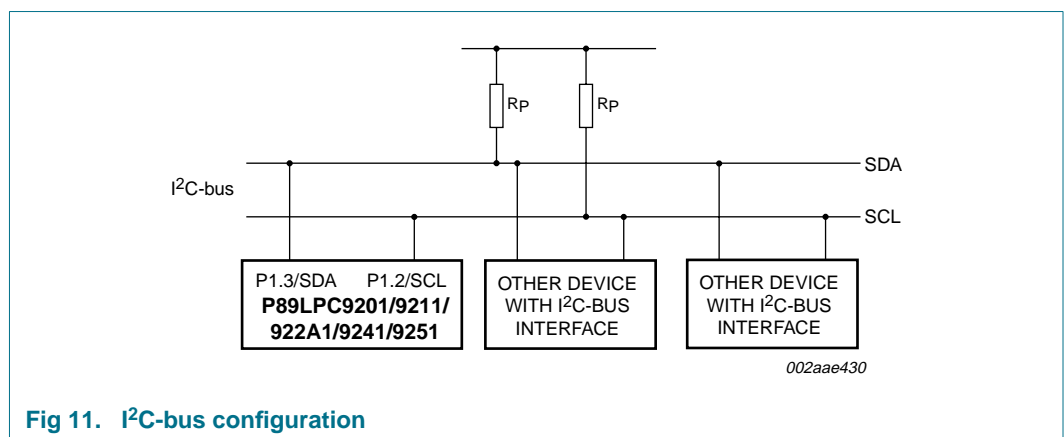 RP
RP
SDA
I²C-bus
SCL
P1.3/SDA P1.2/SCL
P89LPC9201/9211/
922A1/9241/9251
OTHER DEVICE
WITH I²C-BUS
INTERFACE
OTHER DEVICE
WITH I²C-BUS
INTERFACE
002aae430
Fig 11. I²C-bus configuration